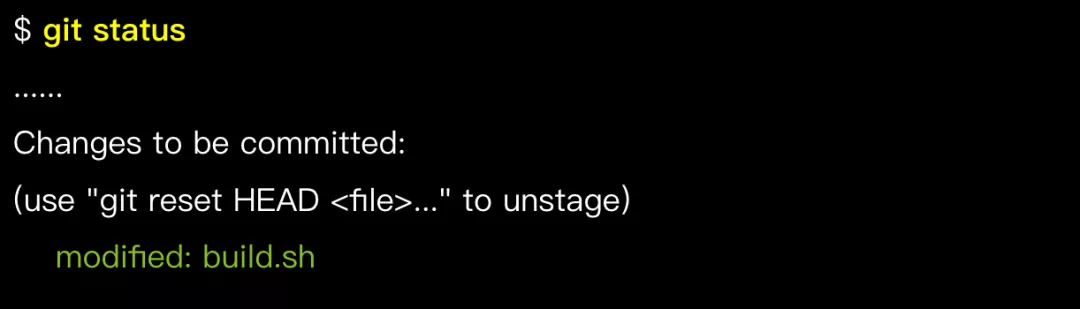 $ git status
......
Changes to be committed:
(use "git reset HEAD <file>..." to unstage)
modified: build.sh